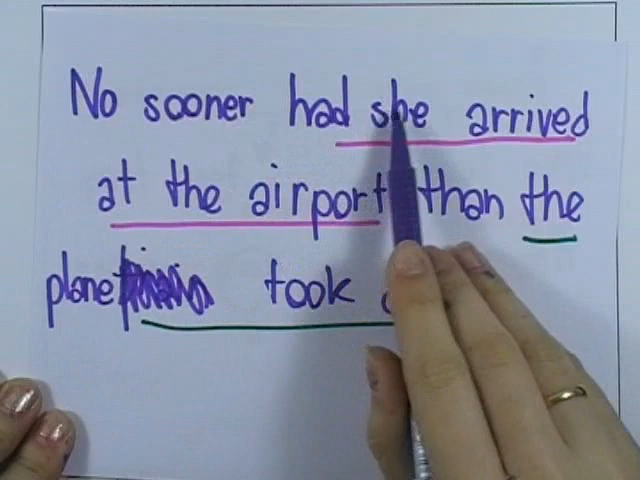 No sooner had she arrived
at the airport than the
plane took